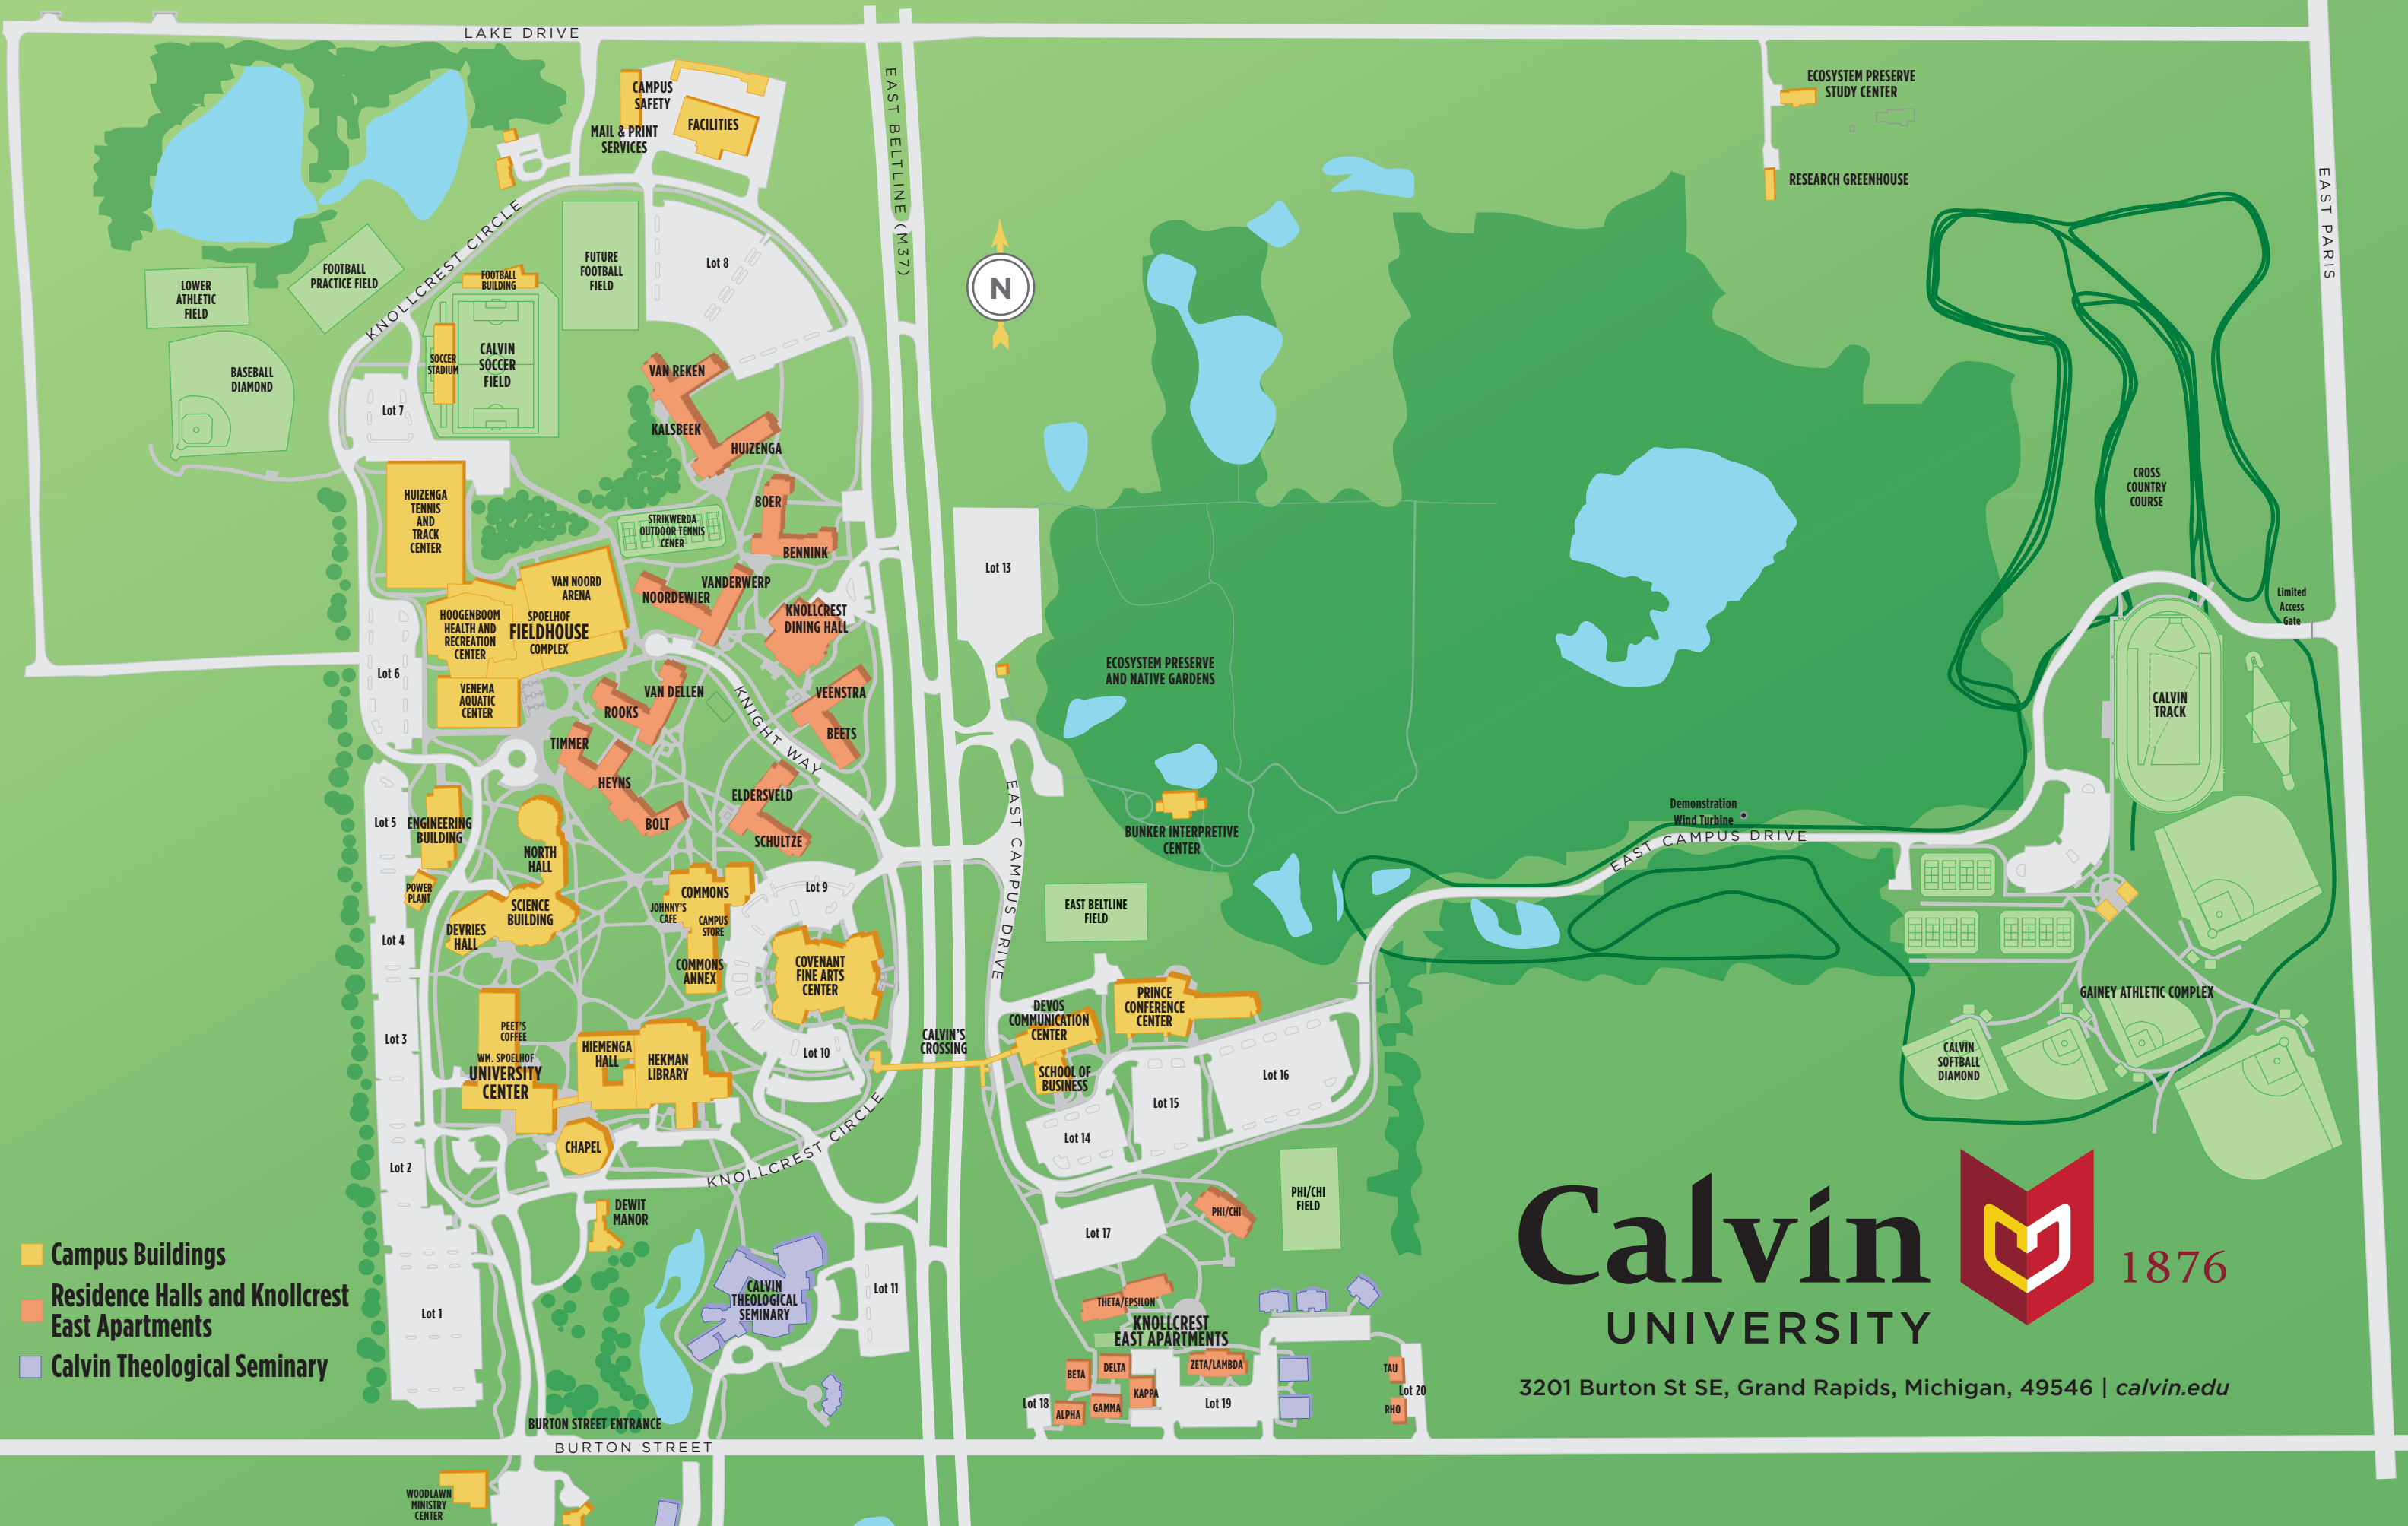 LAKE DRIVE
EAST BELTLINE (M37)
EAST PARIS
CAMPUS
SAFETY
MAIL & PRINT
SERVICES
FACILITIES
ECOSYSTEM PRESERVE
STUDY CENTER
RESEARCH GREENHOUSE
KNOLLCREST CIRCLE
FOOTBALL
PRACTICE FIELD
LOWER
ATHLETIC
FIELD
FOOTBALL
BUILDING
FUTURE
FOOTBALL
FIELD
Lot 8
N
BASEBALL
DIAMOND
SOCCER
STADIUM
CALVIN
SOCCER
FIELD
Lot 7
VAN REKEN
KALSBEEK
HUIZENGA
HUIZENGA
TENNIS
AND
TRACK
CENTER
STRIKWERDA
OUTDOOR TENNIS
CENER
BOER
BENNINK
CROSS
COUNTRY
COURSE
Lot 13
VAN NOORD
ARENA
HOOGENBOOM
HEALTH AND
RECREATION
CENTER
SPOELHOF
FIELDHOUSE
COMPLEX
VANDERWERP
NOORDEWIER
KNOLLCREST
DINING HALL
Limited
Access
Gate
Lot 6
VENEMA
AQUATIC
CENTER
VAN DELLEN
ROOKS
VEENSTRA
BEETS
KNIGHT WAY
ECOSYSTEM PRESERVE
AND NATIVE GARDENS
CALVIN
TRACK
TIMMER
HEYNS
BOLT
ELDERSVELD
SCHULTZE
EAST CAMPUS DRIVE
BUNKER INTERPRETIVE
CENTER
Demonstration
Wind Turbine
EAST CAMPUS DRIVE
Lot 5
ENGINEERING
BUILDING
NORTH
HALL
POWER
PLANT
SCIENCE
BUILDING
DEVRIES
HALL
Lot 4
COMMONS
JOHNNY'S
CAFE
CAMPUS
STORE
COMMONS
ANNEX
Lot 9
COVENANT
FINE ARTS
CENTER
EAST BELTLINE
FIELD
GAINEY ATHLETIC COMPLEX
CALVIN
SOFTBALL
DIAMOND
Lot 3
PEET'S
COFFEE
WM. SPOELHOF
UNIVERSITY
CENTER
HIEMENGA
HALL
HEKMAN
LIBRARY
Lot 10
CALVIN'S
CROSSING
DEVOS
COMMUNICATION
CENTER
PRINCE
CONFERENCE
CENTER
SCHOOL OF
BUSINESS
Lot 16
Lot 15
Lot 14
CHAPEL
KNOLLCREST CIRCLE
Lot 2
DEWIT
MANOR
Lot 17
PHI/CHI
PHI/CHI
FIELD
CALVIN
THEOLOGICAL
SEMINARY
Lot 11
Lot 1
THETA/EPSILON
KNOLLCREST
EAST APARTMENTS
BETA
DELTA
ZETA/LAMBDA
KAPPA
ALPHA
GAMMA
Lot 18
Lot 19
TAU
Lot 20
RHO
Campus Buildings
Residence Halls and Knollcrest
East Apartments
Calvin Theological Seminary
Calvin
UNIVERSITY
1876
3201 Burton St SE, Grand Rapids, Michigan, 49546 | calvin.edu
BURTON STREET ENTRANCE
BURTON STREET
WOODLAWN
MINISTRY
CENTER